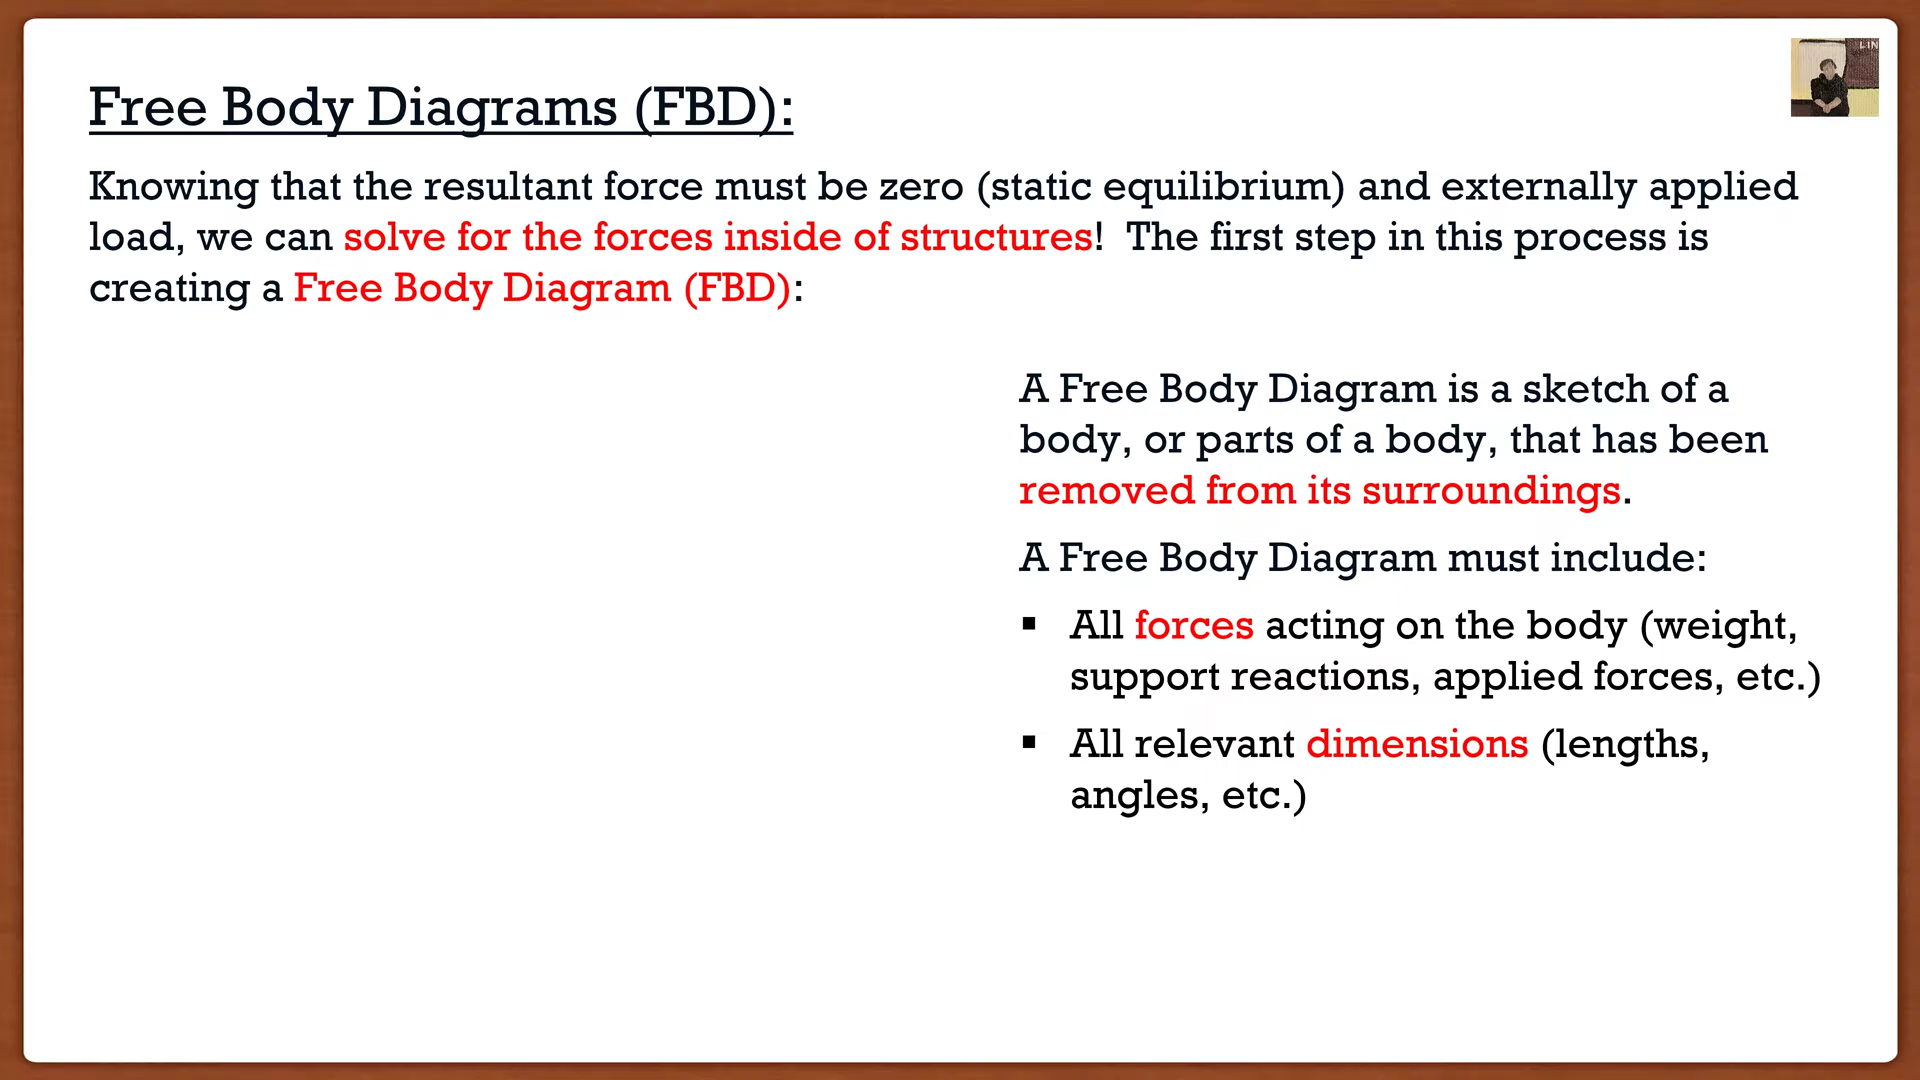 LIN
Free Body Diagrams (FBD):
Knowing that the resultant force must be zero (static equilibrium) and externally applied
load, we can solve for the forces inside of structures! The first step in this process is
creating a Free Body Diagram (FBD):
A Free Body Diagram is a sketch of a
body, or parts of a body, that has been
removed from its surroundings.
A Free Body Diagram must include:
▪ All forces acting on the body (weight,
support reactions, applied forces, etc.)
▪ All relevant dimensions (lengths,
angles, etc.)